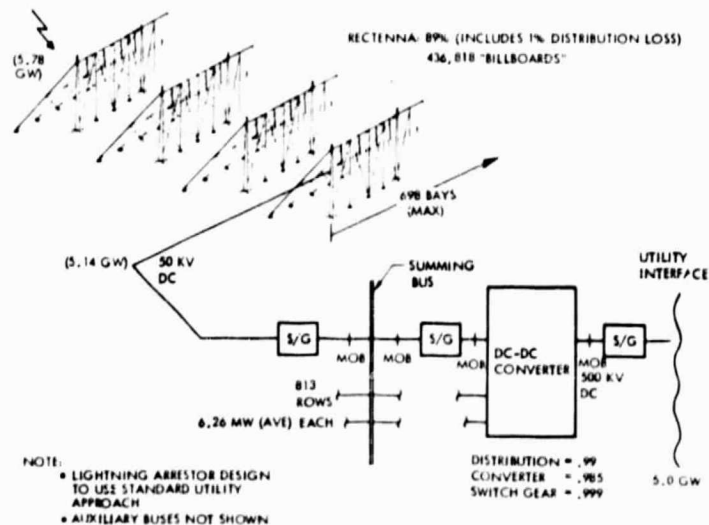 RECTENNA: 89% (INCLUDES 1% DISTRIBUTION LOSS)
436,818 "BILLBOARDS"
(5.78
GW)
698 BAYS
(MAX)
(5.14 GW)
50 KV
DC
SUMMING
BUS
UTILITY
INTERFACE
S/G
MOB
MOB
S/G
MOB
DC-DC
CONVERTER
MOB
S/G
500 KV
DC
813
ROWS
6.26 MW (AVE) EACH
DISTRIBUTION = .99
CONVERTER = .985
SWITCH GEAR = .999
5.0 GW
NOTE:
• LIGHTNING ARRESTOR DESIGN
TO USE STANDARD UTILITY
APPROACH
• AUXILIARY BUSES NOT SHOWN